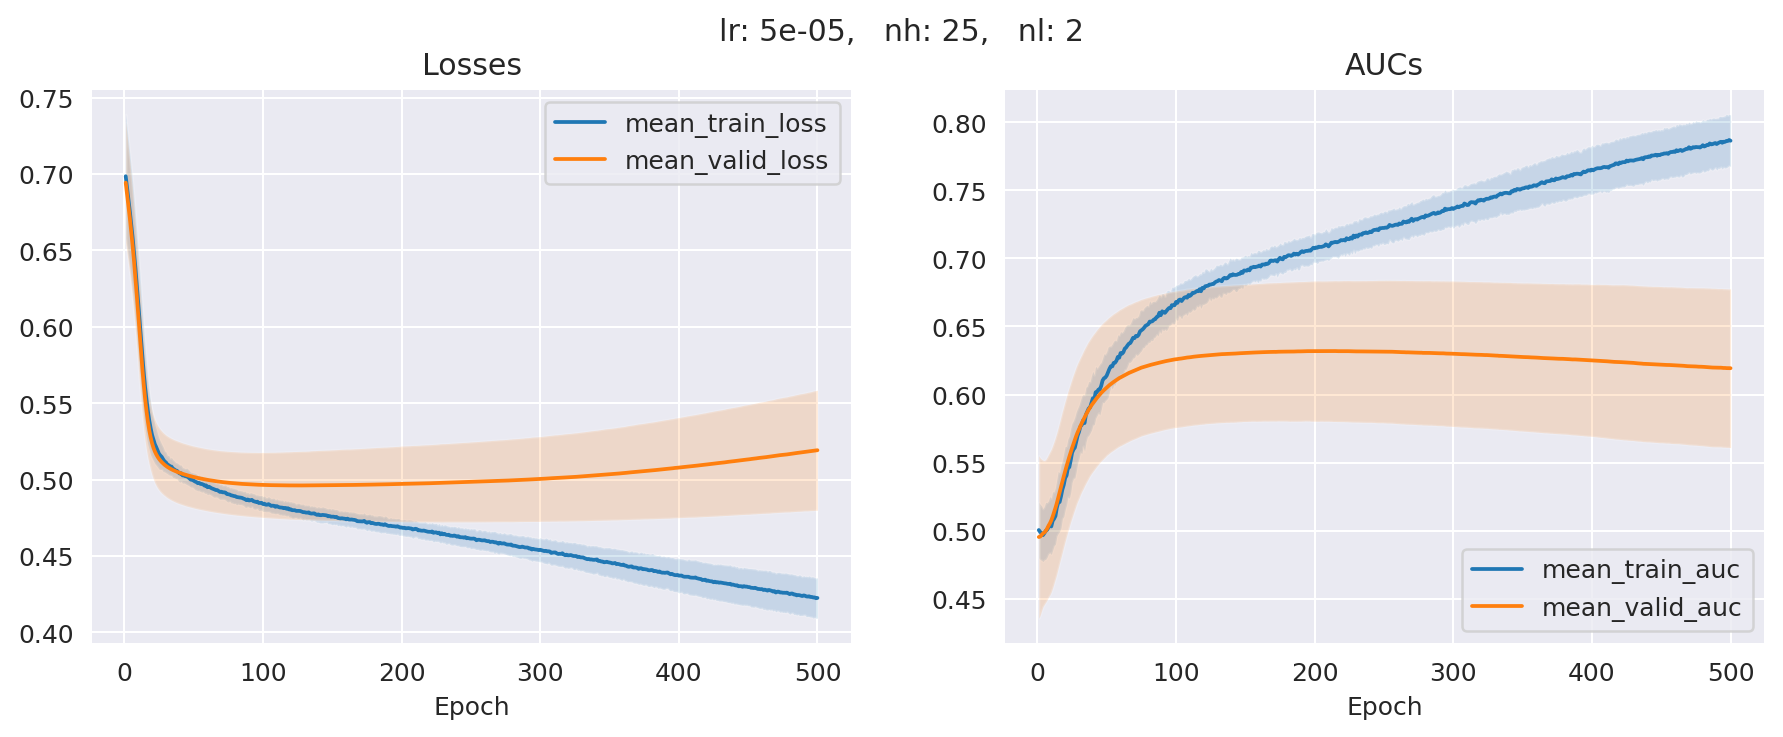 lr: 5e-05,   nh: 25,   nl: 2
Losses
0.75
0.70
0.65
0.60
0.55
0.50
0.45
0.40
mean_train_loss
mean_valid_loss
0 100 200 300 400 500
Epoch
AUCs
0.80
0.75
0.70
0.65
0.60
0.55
0.50
0.45
mean_train_auc
mean_valid_auc
0 100 200 300 400 500
Epoch